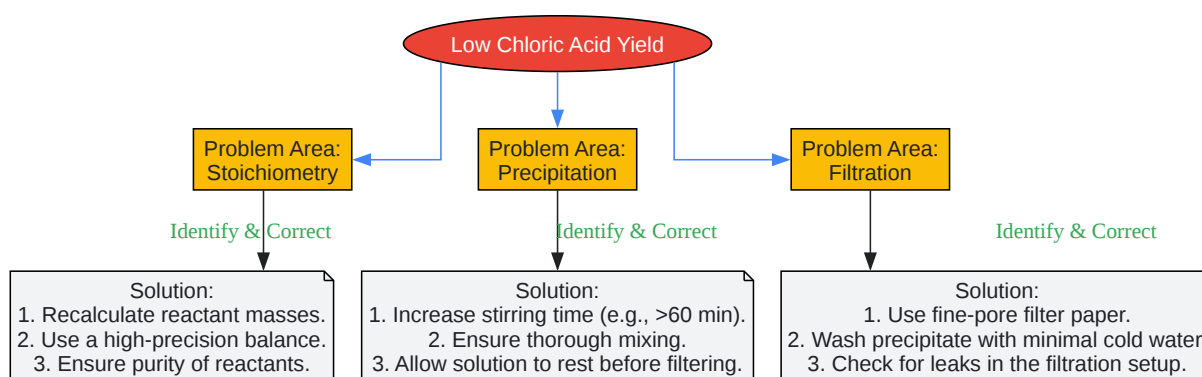 Low Chloric Acid Yield
Problem Area:
Stoichiometry
Problem Area:
Precipitation
Problem Area:
Filtration
Identify & Correct
Identify & Correct
Identify & Correct
Solution:
1. Recalculate reactant masses.
2. Use a high-precision balance.
3. Ensure purity of reactants.
Solution:
1. Increase stirring time (e.g., >60 min).
2. Ensure thorough mixing.
3. Allow solution to rest before filtering.
Solution:
1. Use fine-pore filter paper.
2. Wash precipitate with minimal cold water
3. Check for leaks in the filtration setup.